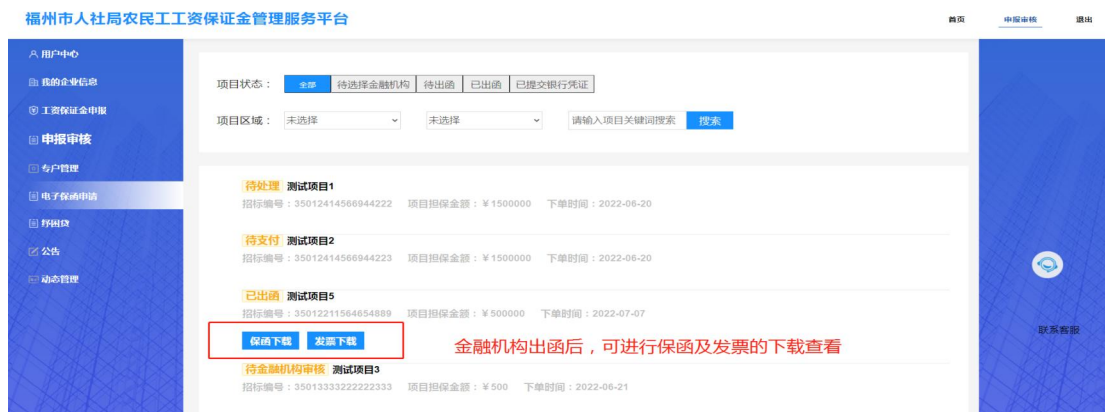 福州市人社局农民工工资保证金管理服务平台
首页 申报审核 退出
用户中心
我的企业信息
工资保证金申报
申报审核
专户管理
电子保函申请
纾困贷
公告
动态管理
项目状态： 全部 待选择金融机构 待出函 已出函 已提交银行凭证
项目区域： 未选择 未选择 请输入项目关键词搜索 搜索
待处理 测试项目1
招标编号：35012414566944222 项目担保金额：￥1500000 下单时间：2022-06-20
待支付 测试项目2
招标编号：35012414566944223 项目担保金额：￥1500000 下单时间：2022-06-20
已出函 测试项目5
招标编号：35012211564654889 项目担保金额：￥500000 下单时间：2022-07-07
保函下载 发票下载
金融机构出函后，可进行保函及发票的下载查看
待金融机构审核 测试项目3
招标编号：35013333222222333 项目担保金额：￥500 下单时间：2022-06-21
联系客服